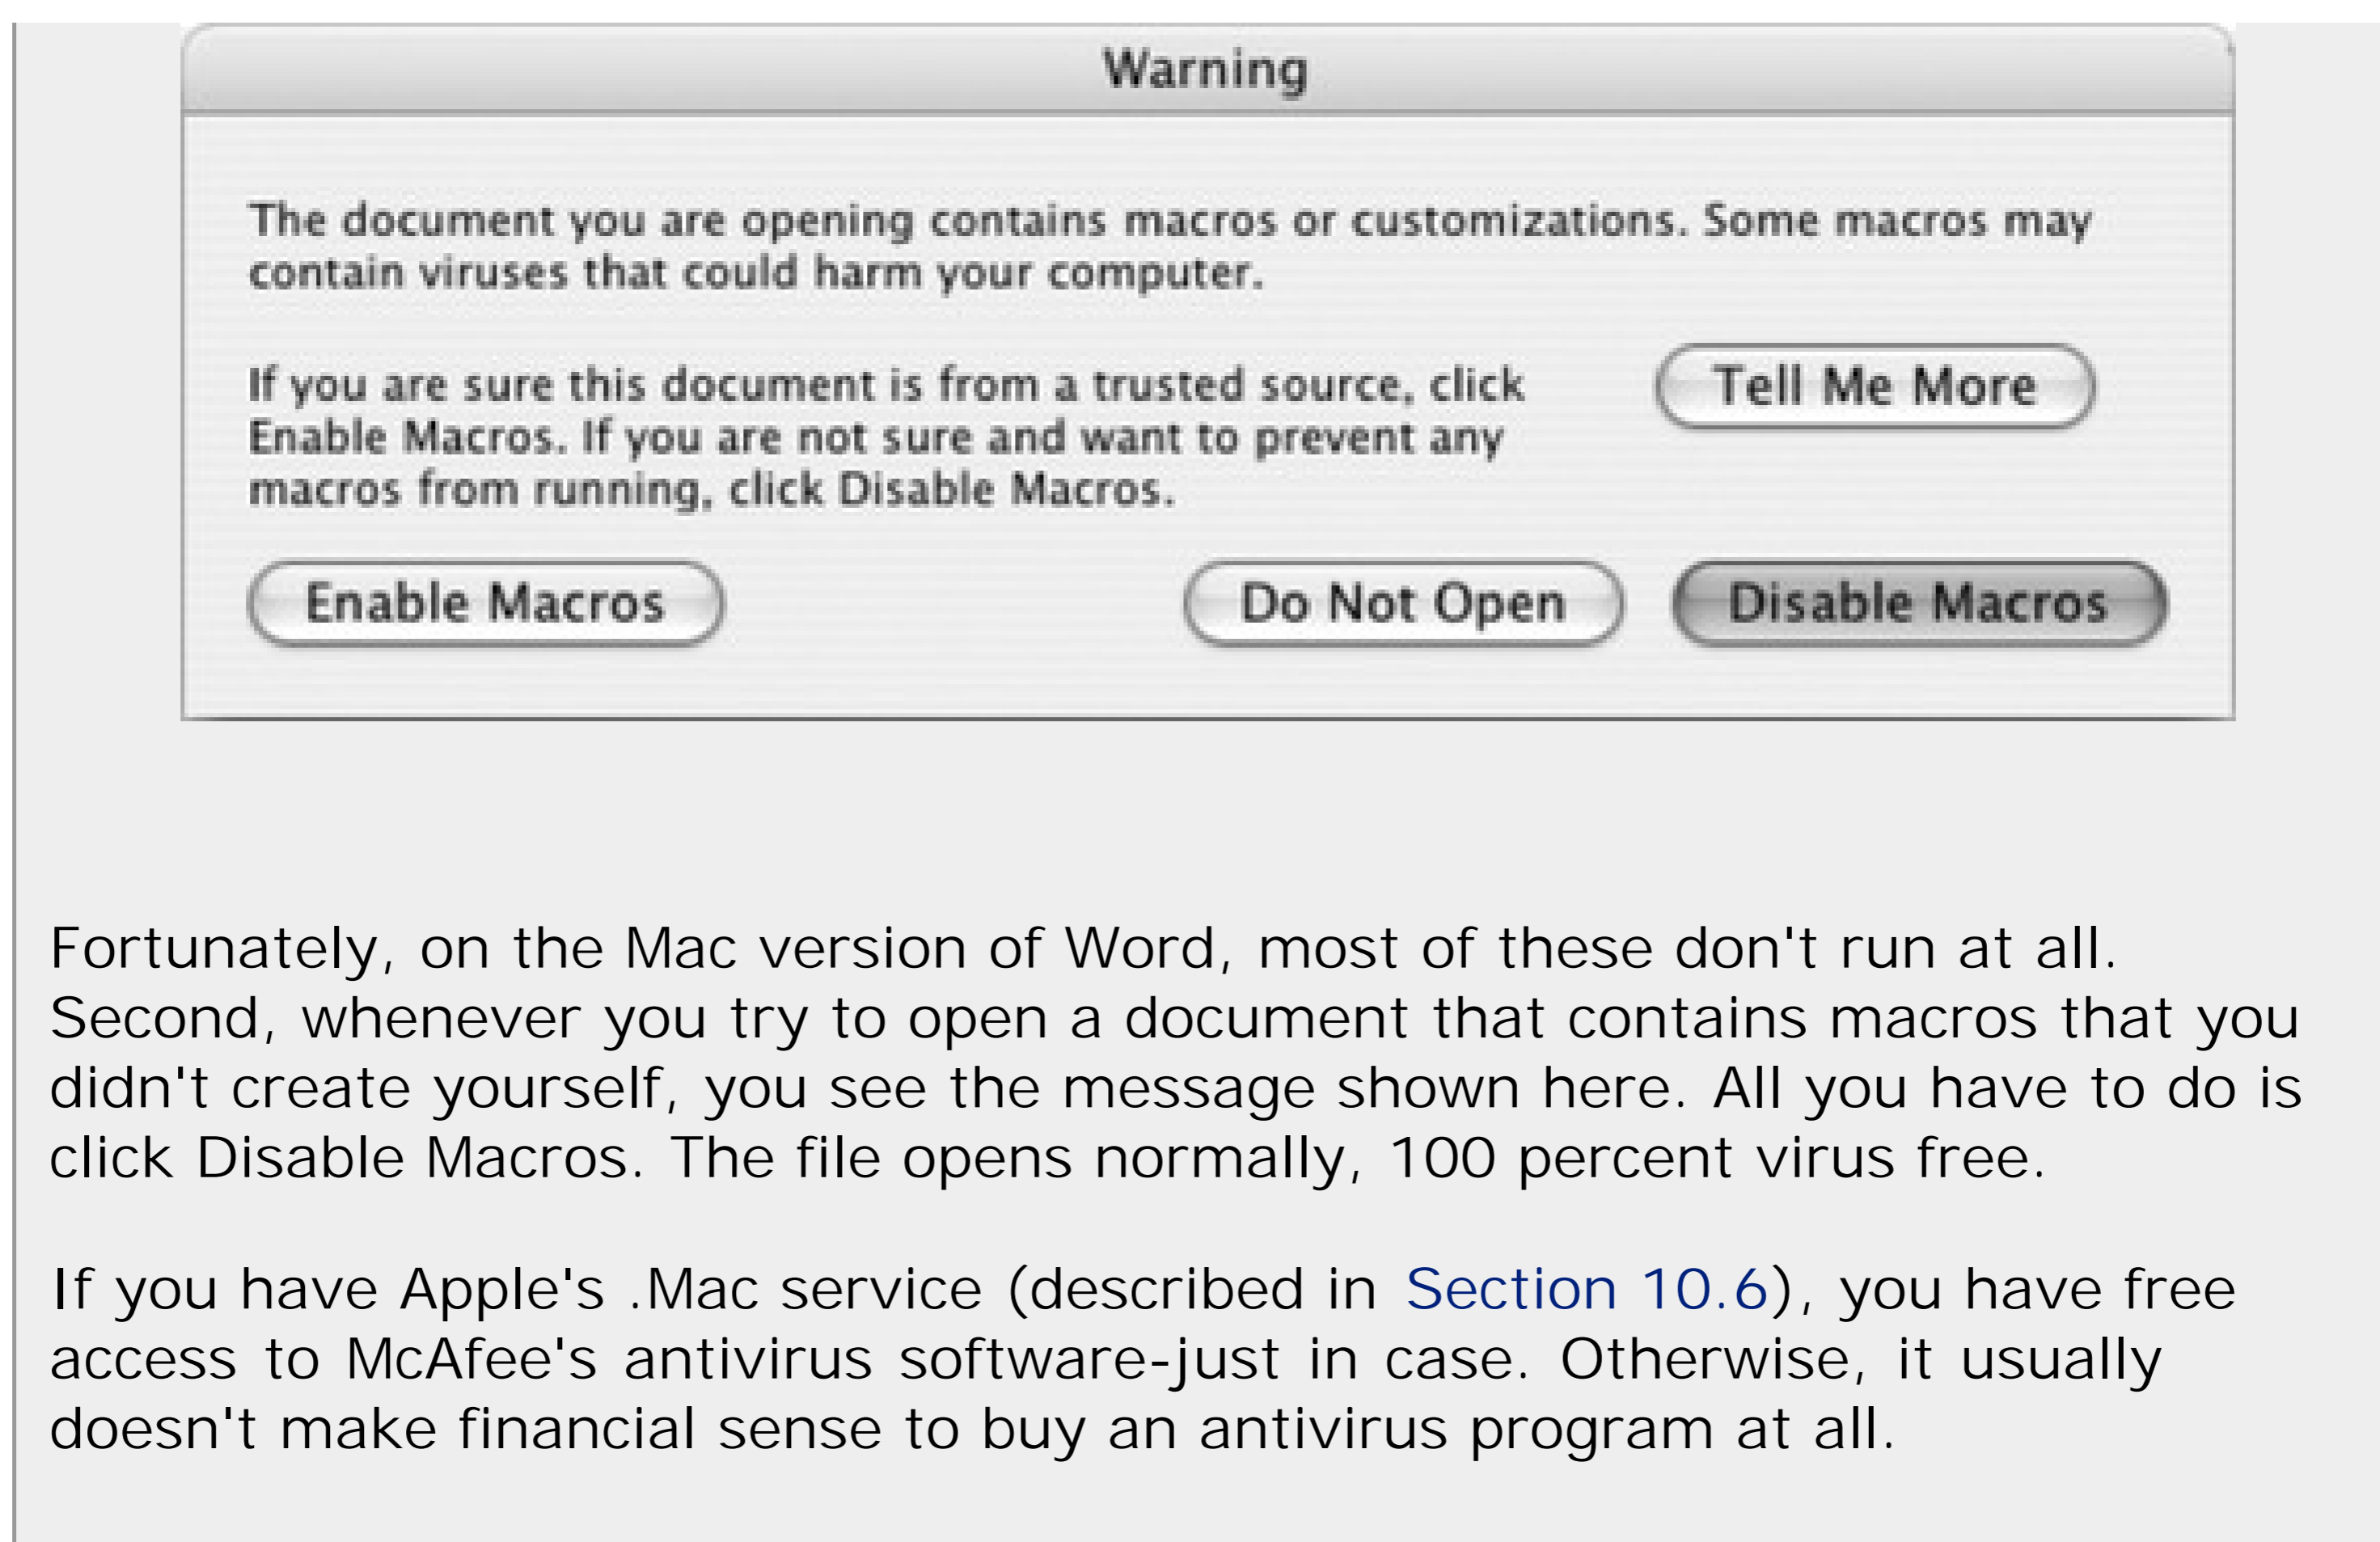 Warning
The document you are opening contains macros or customizations. Some macros may
contain viruses that could harm your computer.
If you are sure this document is from a trusted source, click
Enable Macros. If you are not sure and want to prevent any
macros from running, click Disable Macros.
Tell Me More
Enable Macros
Do Not Open
Disable Macros
Fortunately, on the Mac version of Word, most of these don't run at all.
Second, whenever you try to open a document that contains macros that you
didn't create yourself, you see the message shown here. All you have to do is
click Disable Macros. The file opens normally, 100 percent virus free.
If you have Apple's .Mac service (described in Section 10.6), you have free
access to McAfee's antivirus software-just in case. Otherwise, it usually
doesn't make financial sense to buy an antivirus program at all.